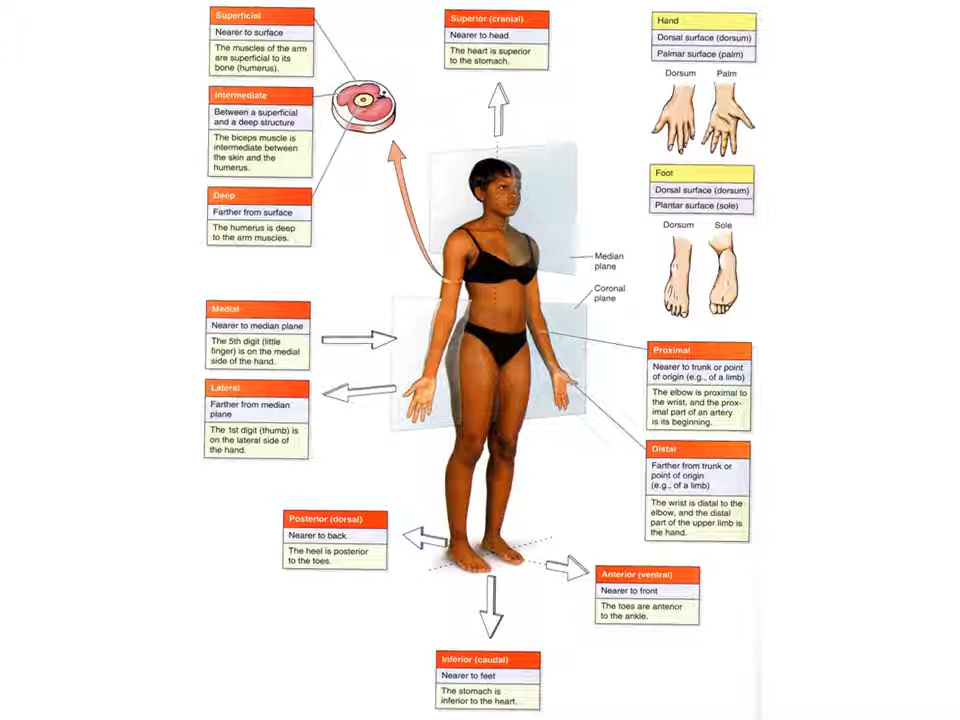 Superficial
Nearer to surface
The muscles of the arm
are superficial to its
bone (humerus).
Intermediate
Between a superficial
and a deep structure
The biceps muscle is
intermediate between
the skin and the
humerus.
Deep
Farther from surface
The humerus is deep
to the arm muscles.
Superior (cranial)
Nearer to head
The heart is superior
to the stomach.
Hand
Dorsal surface (dorsum)
Palmar surface (palm)
Dorsum Palm
Foot
Dorsal surface (dorsum)
Plantar surface (sole)
Dorsum Sole
Median
plane
Coronal
plane
Medial
Nearer to median plane
The 5th digit (little
finger) is on the medial
side of the hand.
Lateral
Farther from median
plane
The 1st digit (thumb) is
on the lateral side of
the hand.
Proximal
Nearer to trunk or point
of origin (e.g., of a limb)
The elbow is proximal to
the wrist, and the prox-
imal part of an artery
is its beginning.
Distal
Farther from trunk or
point of origin
(e.g., of a limb)
The wrist is distal to the
elbow, and the distal
part of the upper limb is
the hand.
Posterior (dorsal)
Nearer to back
The heel is posterior
to the toes.
Anterior (ventral)
Nearer to front
The toes are anterior
to the ankle.
Inferior (caudal)
Nearer to feet
The stomach is
inferior to the heart.